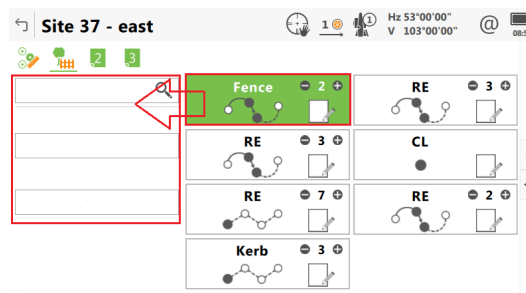 Site 37 - east
1
1
Hz 53°00'00"
V 103°00'00"
@
08:5
2
3
Fence 2
RE 3
RE 3
CL
RE 7
RE 2
Kerb 3